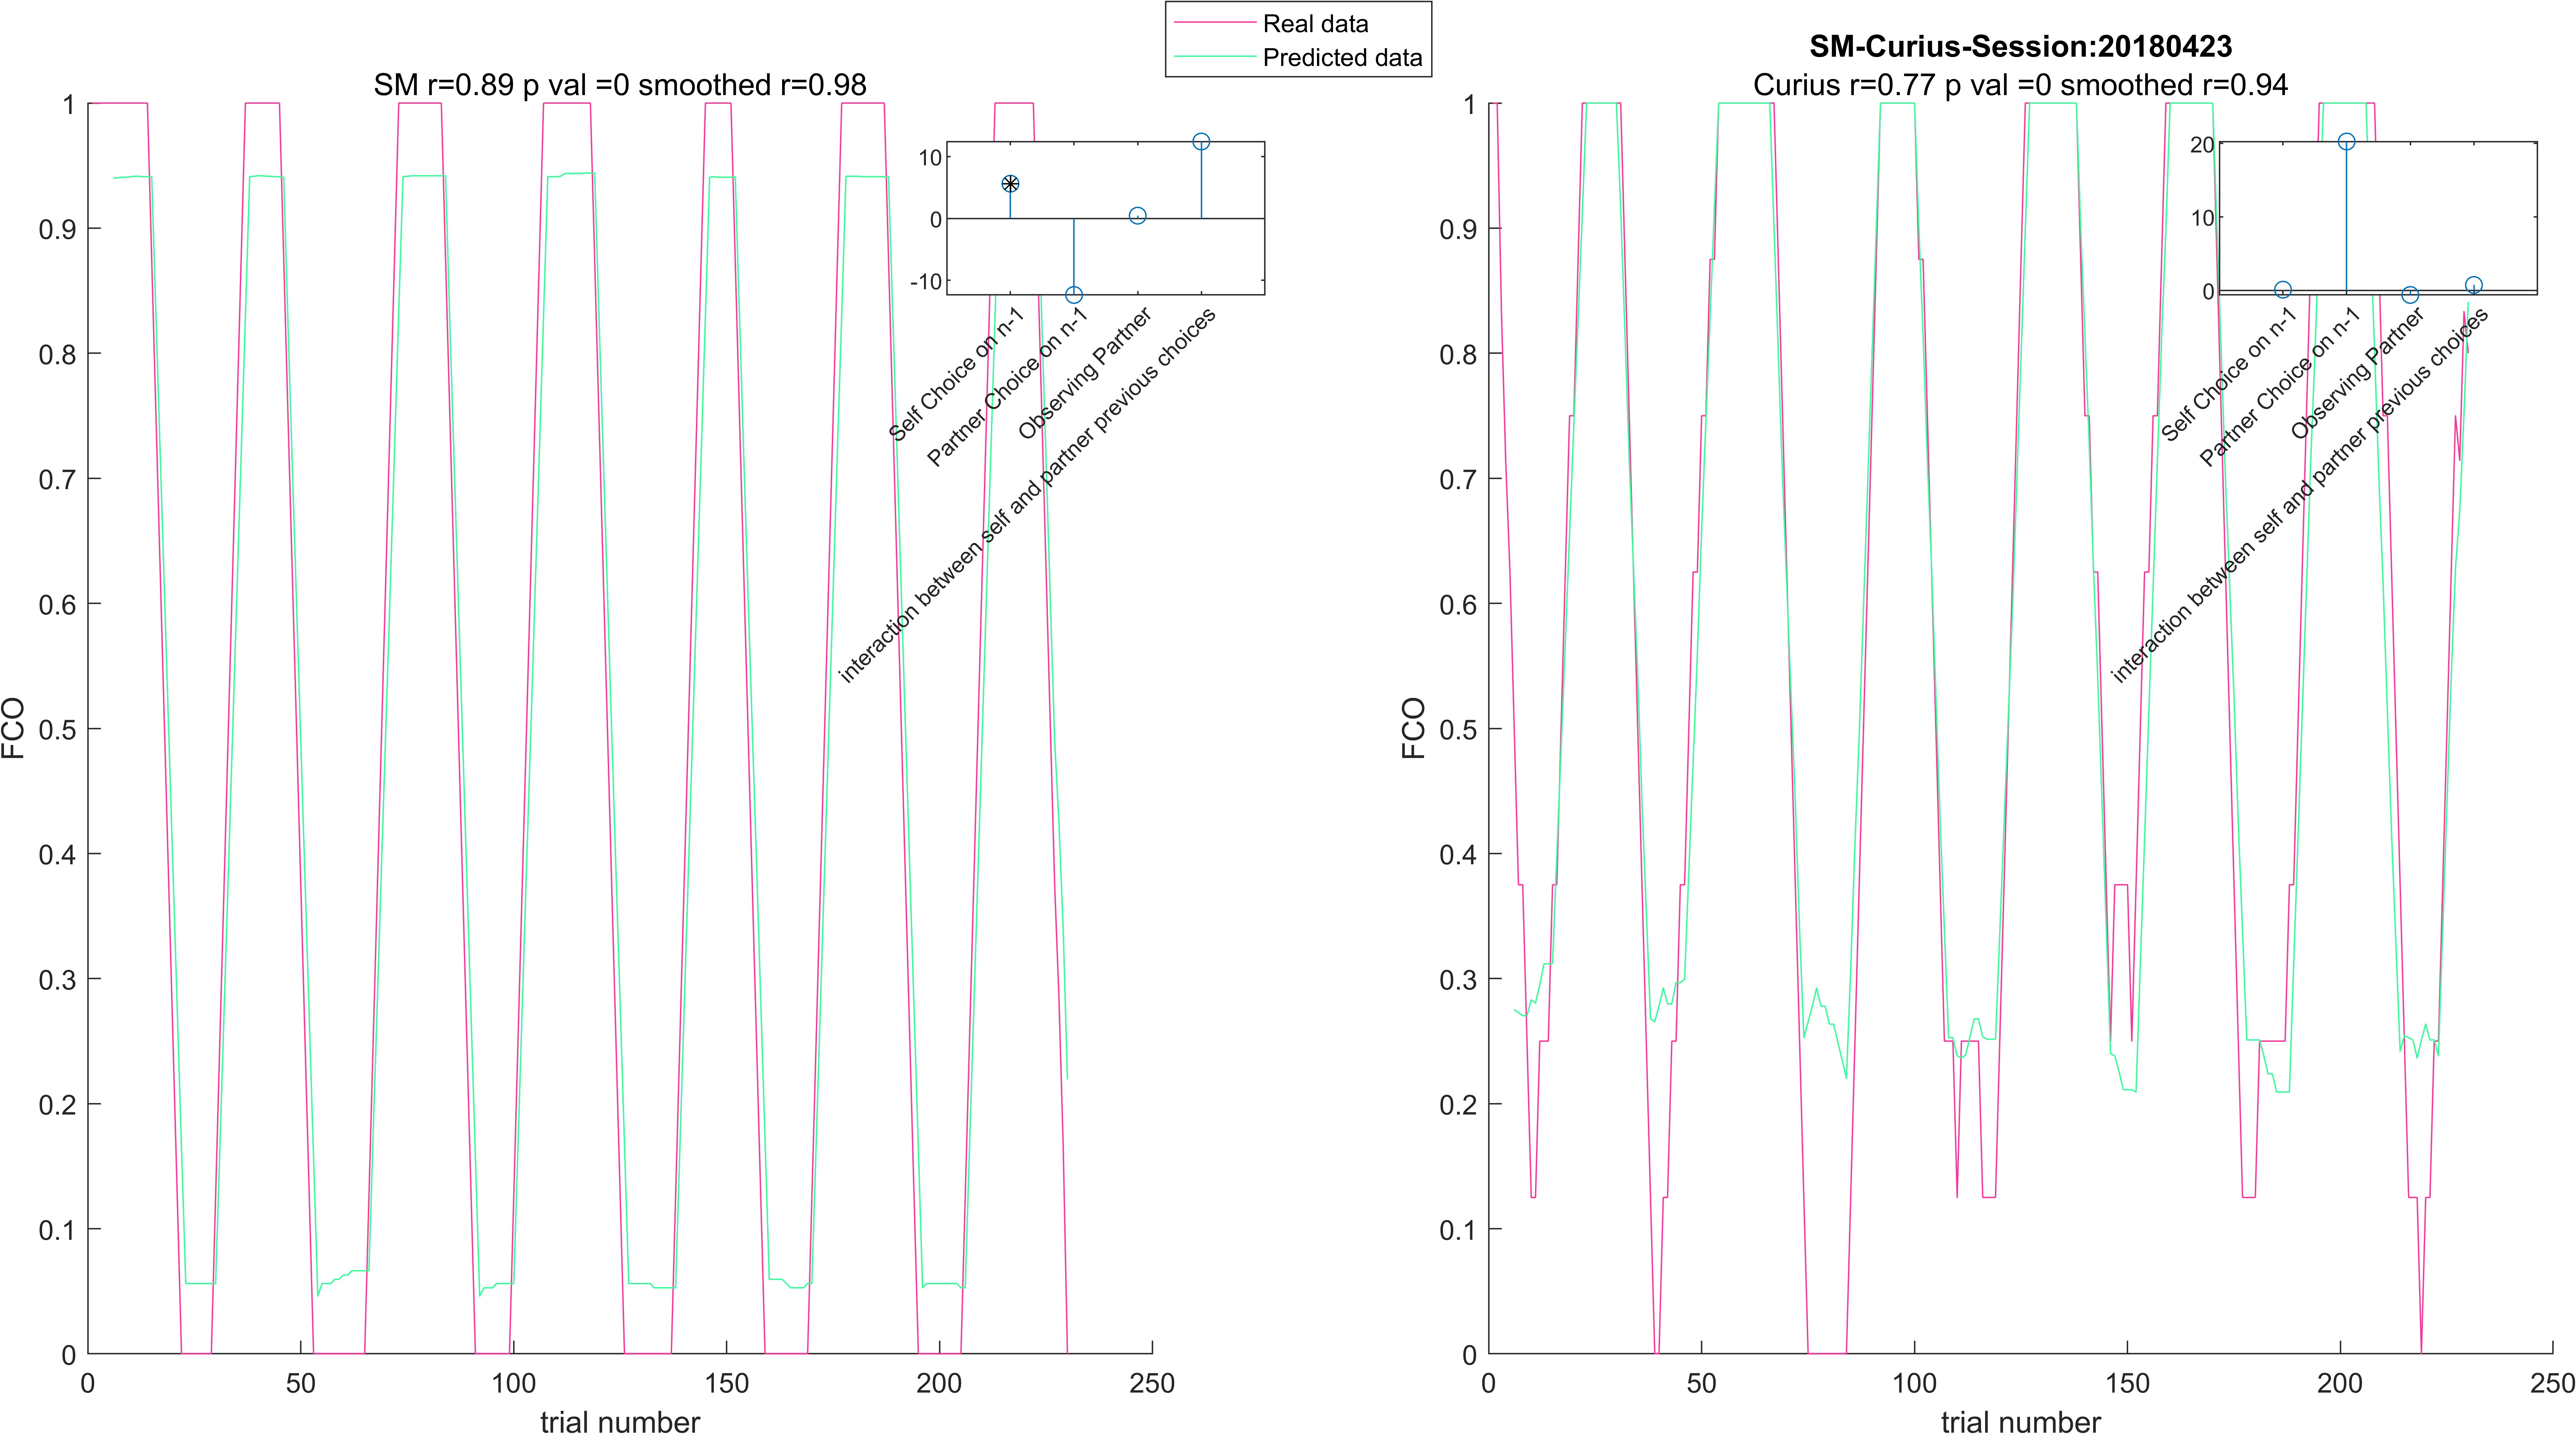 Real data
Predicted data
SM r=0.89 p val =0 smoothed r=0.98
1
0.9
0.8
0.7
0.6
0.5
0.4
0.3
0.2
0.1
0
FCO
0
50
100
150
200
250
trial number
10
0
-10
Self Choice on n-1
Partner Choice on n-1
Observing Partner
interaction between self and partner previous choices
SM-Curius-Session:20180423
Curius r=0.77 p val =0 smoothed r=0.94
1
0.9
0.8
0.7
0.6
0.5
0.4
0.3
0.2
0.1
0
FCO
0
50
100
150
200
250
trial number
20
10
0
Self Choice on n-1
Partner Choice on n-1
Observing Partner
interaction between self and partner previous choices